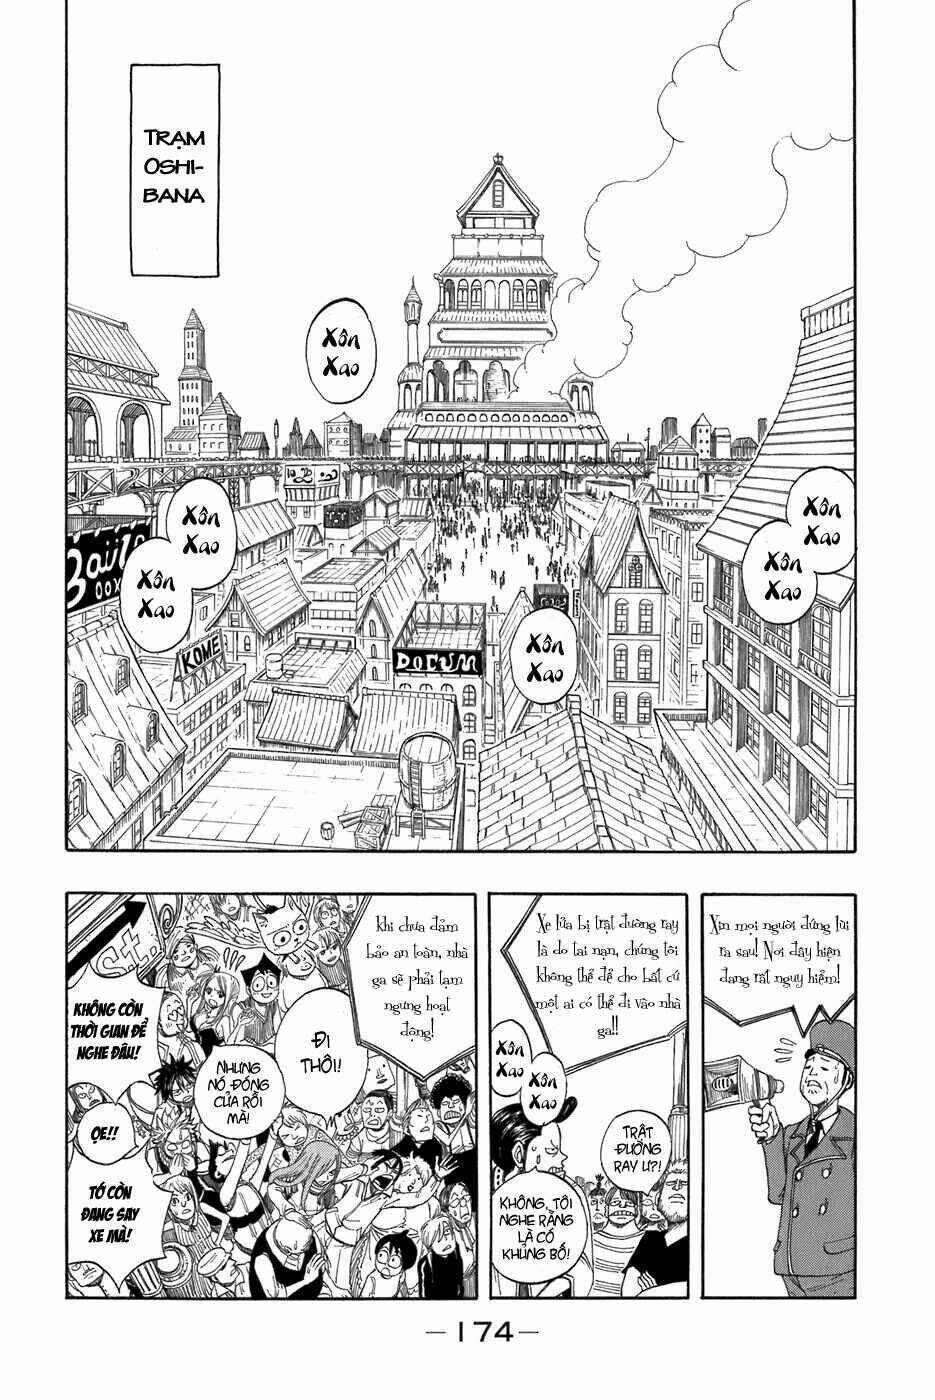 TRẠM
OSHI-
BANA
Xôn
Xao
Xôn
Xao
Xôn
Xao
Xôn
Xao
Xôn
Xao
Xôn
Xao
KOME
DOCUM
Xin mọi người đứng lùi
ra sau! Nơi đây hiện
đang rất nguy hiểm!
Xe lửa bị trật đường ray
là do tai nạn, chúng tôi
không thể để cho bất cứ
một ai có thể đi vào nhà
ga!!
Xôn
Xao
Xôn
Xao
TRẬT
ĐƯỜNG
RAY Ư?!
KHÔNG, TÔI
NGHE RẰNG
LÀ CÓ
KHỦNG BỐ!
khi chưa đảm
bảo an toàn, nhà
ga sẽ phải tạm
ngưng hoạt
động!
ĐI
THÔI!
NHƯNG
NÓ ĐÓNG
CỬA RỒI
MÀ!
KHÔNG CÒN
THỜI GIAN ĐỂ
NGHE ĐÂU!
ỌE!!
TỚ CÒN
ĐANG SAY
XE MÀ!
174